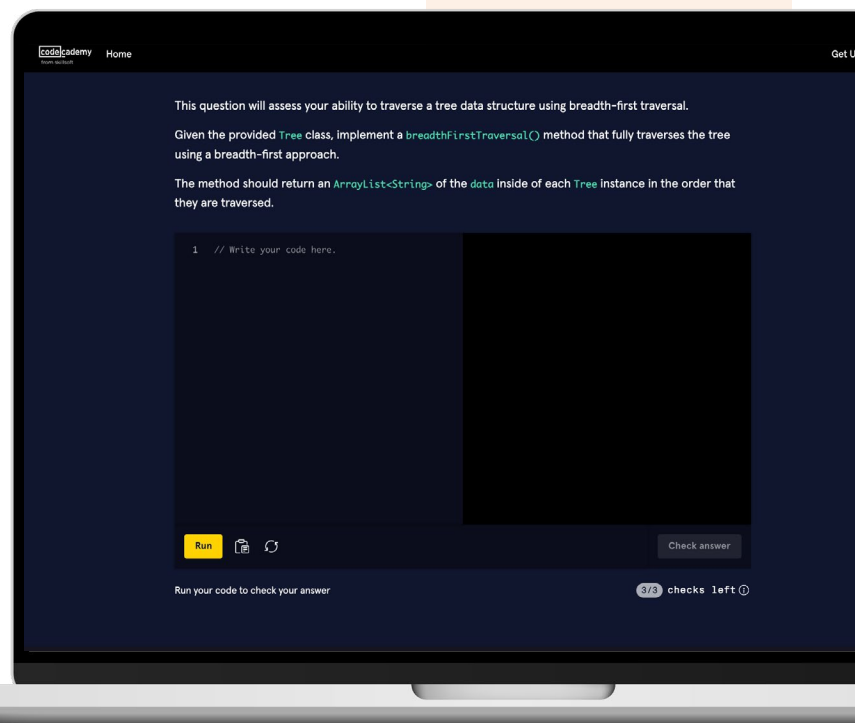 codecademy
from skillsoft
Home
Get U
This question will assess your ability to traverse a tree data structure using breadth-first traversal.
Given the provided Tree class, implement a breadthFirstTraversal() method that fully traverses the tree
using a breadth-first approach.
The method should return an ArrayList<String> of the data inside of each Tree instance in the order that
they are traversed.
1 // Write your code here.
Run
Check answer
Run your code to check your answer
3/3 checks left